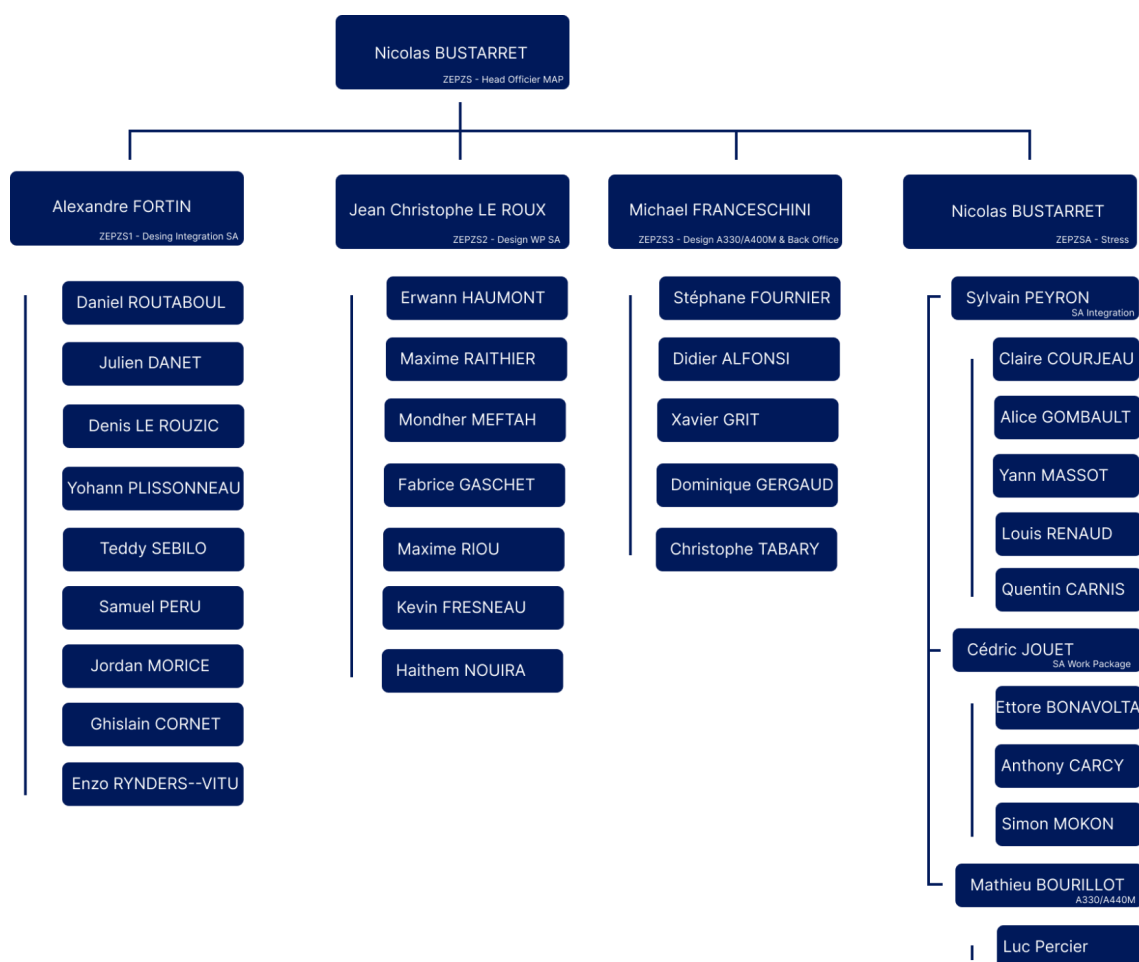 Nicolas BUSTARRET
ZEPZS - Head Officier MAP
Alexandre FORTIN
ZEPZS1 - Desing Integration SA
Daniel ROUTABOUL
Julien DANET
Denis LE ROUZIC
Yohann PLISSONNEAU
Teddy SEBILO
Samuel PERU
Jordan MORICE
Ghislain CORNET
Enzo RYNDERS--VITU
Jean Christophe LE ROUX
ZEPZS2 - Design WP SA
Erwann HAUMONT
Maxime RAITHIER
Mondher MEFTAH
Fabrice GASCHET
Maxime RIOU
Kevin FRESNEAU
Haithem NOUIRA
Michael FRANCESCHINI
ZEPZS3 - Design A330/A400M & Back Office
Stéphane FOURNIER
Didier ALFONSI
Xavier GRIT
Dominique GERGAUD
Christophe TABARY
Nicolas BUSTARRET
ZEPZSA - Stress
Sylvain PEYRON
SA Integration
Claire COURJEAU
Alice GOMBAULT
Yann MASSOT
Louis RENAUD
Quentin CARNIS
Cédric JOUET
SA Work Package
Ettore BONAVOLTA
Anthony CARCY
Simon MOKON
Mathieu BOURILLOT
A330/A440M
Luc Percier